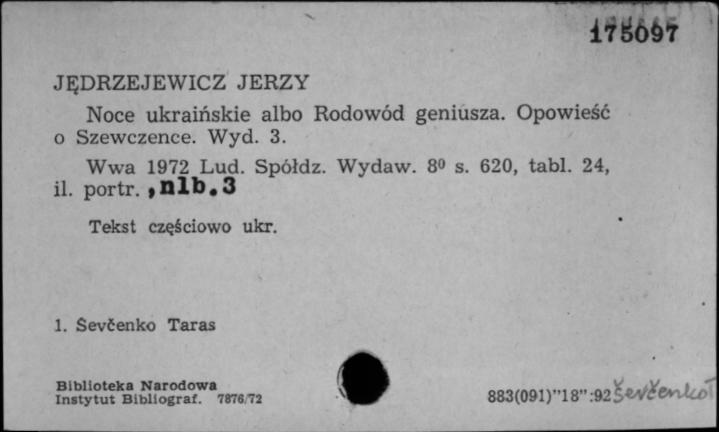 175097
JĘDRZEJEWICZ JERZY
Noce ukraińskie albo Rodowód geniusza. Opowieść
o Szewczence. Wyd. 3.
Wwa 1972 Lud. Spółdz. Wydaw. 8⁰ s. 620, tabl. 24,
il. portr. ,nlb.3
Tekst częściowo ukr.
1. Ševčenko Taras
Biblioteka Narodowa
Instytut Bibliograf. 7876/72
883(091)"18":92 Ševčenko T